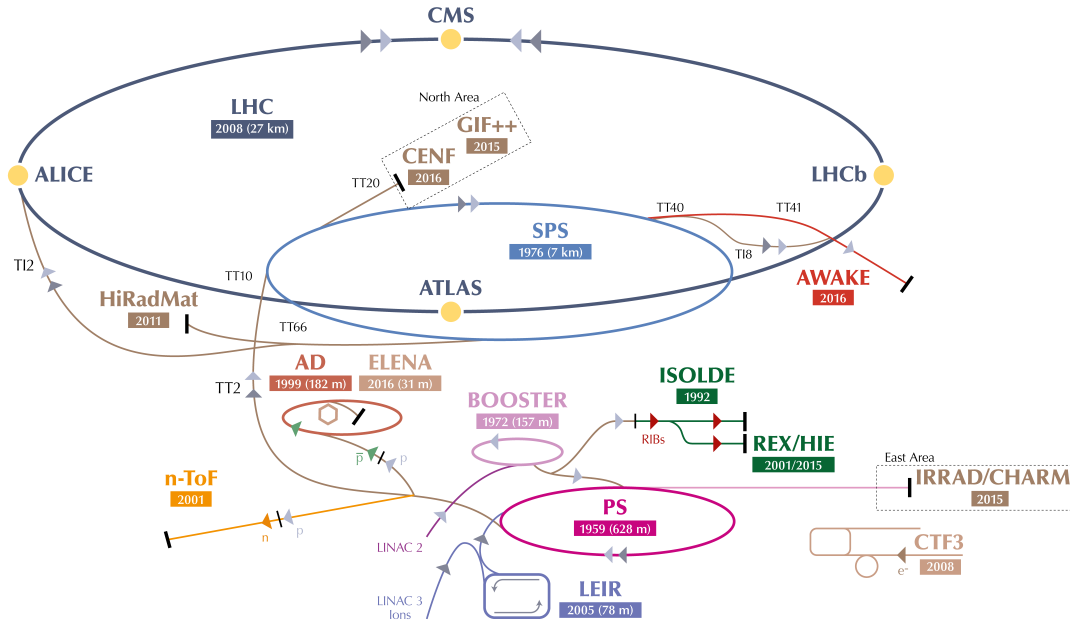 CMS
North Area
LHC
2008 (27 km)
GIF++
2015
CENF
2016
ALICE
LHCb
TT20
TT40
TT41
SPS
1976 (7 km)
TI8
TI2
TT10
AWAKE
2016
ATLAS
HiRadMat
2011
TT66
AD
1999 (182 m)
ELENA
2016 (31 m)
TT2
ISOLDE
1992
BOOSTER
1972 (157 m)
RIBs
REX/HIE
2001/2015
p̅
p
East Area
n-ToF
2001
IRRAD/CHARM
2015
PS
1959 (628 m)
n
p
LINAC 2
CTF3
2008
e⁻
LEIR
2005 (78 m)
LINAC 3
Ions